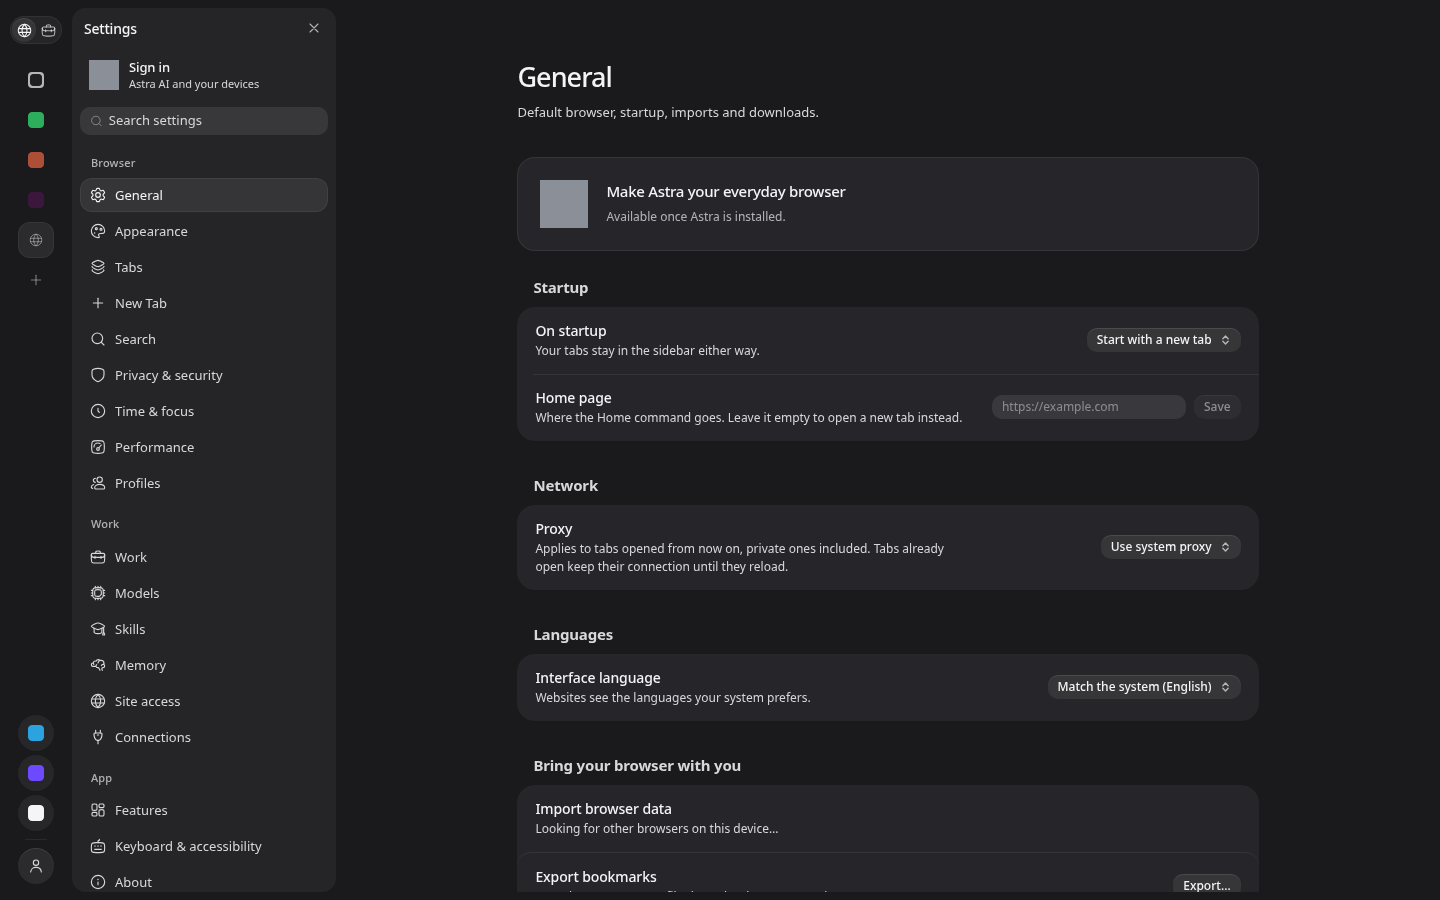 Settings
Sign in
Astra AI and your devices
Search settings
Browser
General
Appearance
Tabs
New Tab
Search
Privacy & security
Time & focus
Performance
Profiles
Work
Work
Models
Skills
Memory
Site access
Connections
App
Features
Keyboard & accessibility
About
General
Default browser, startup, imports and downloads.
Make Astra your everyday browser
Available once Astra is installed.
Startup
On startup
Your tabs stay in the sidebar either way.
Start with a new tab
Home page
Where the Home command goes. Leave it empty to open a new tab instead.
https://example.com
Save
Network
Proxy
Applies to tabs opened from now on, private ones included. Tabs already
open keep their connection until they reload.
Use system proxy
Languages
Interface language
Websites see the languages your system prefers.
Match the system (English)
Bring your browser with you
Import browser data
Looking for other browsers on this device…
Export bookmarks
Export…